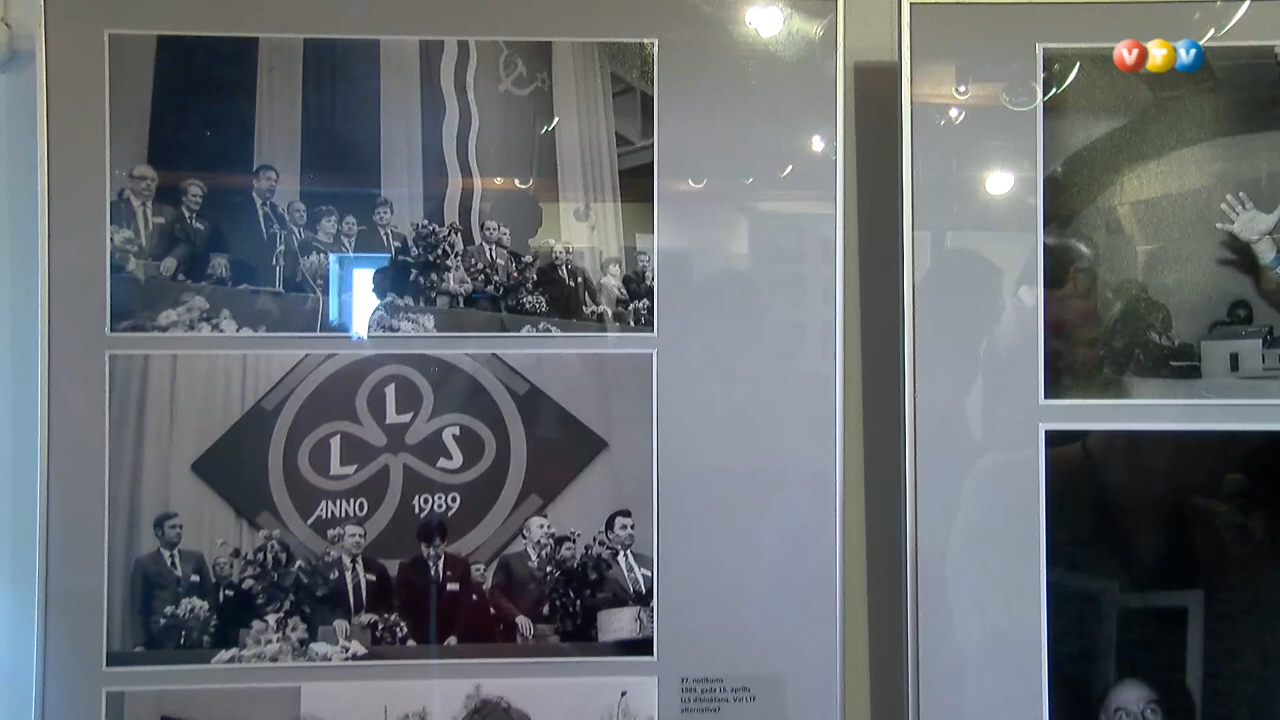 VTV
L
L S
ANNO 1989
27. notikums
1989. gada 15. aprīlis
LLS dibināšana. Vai LTF
alternatīva?